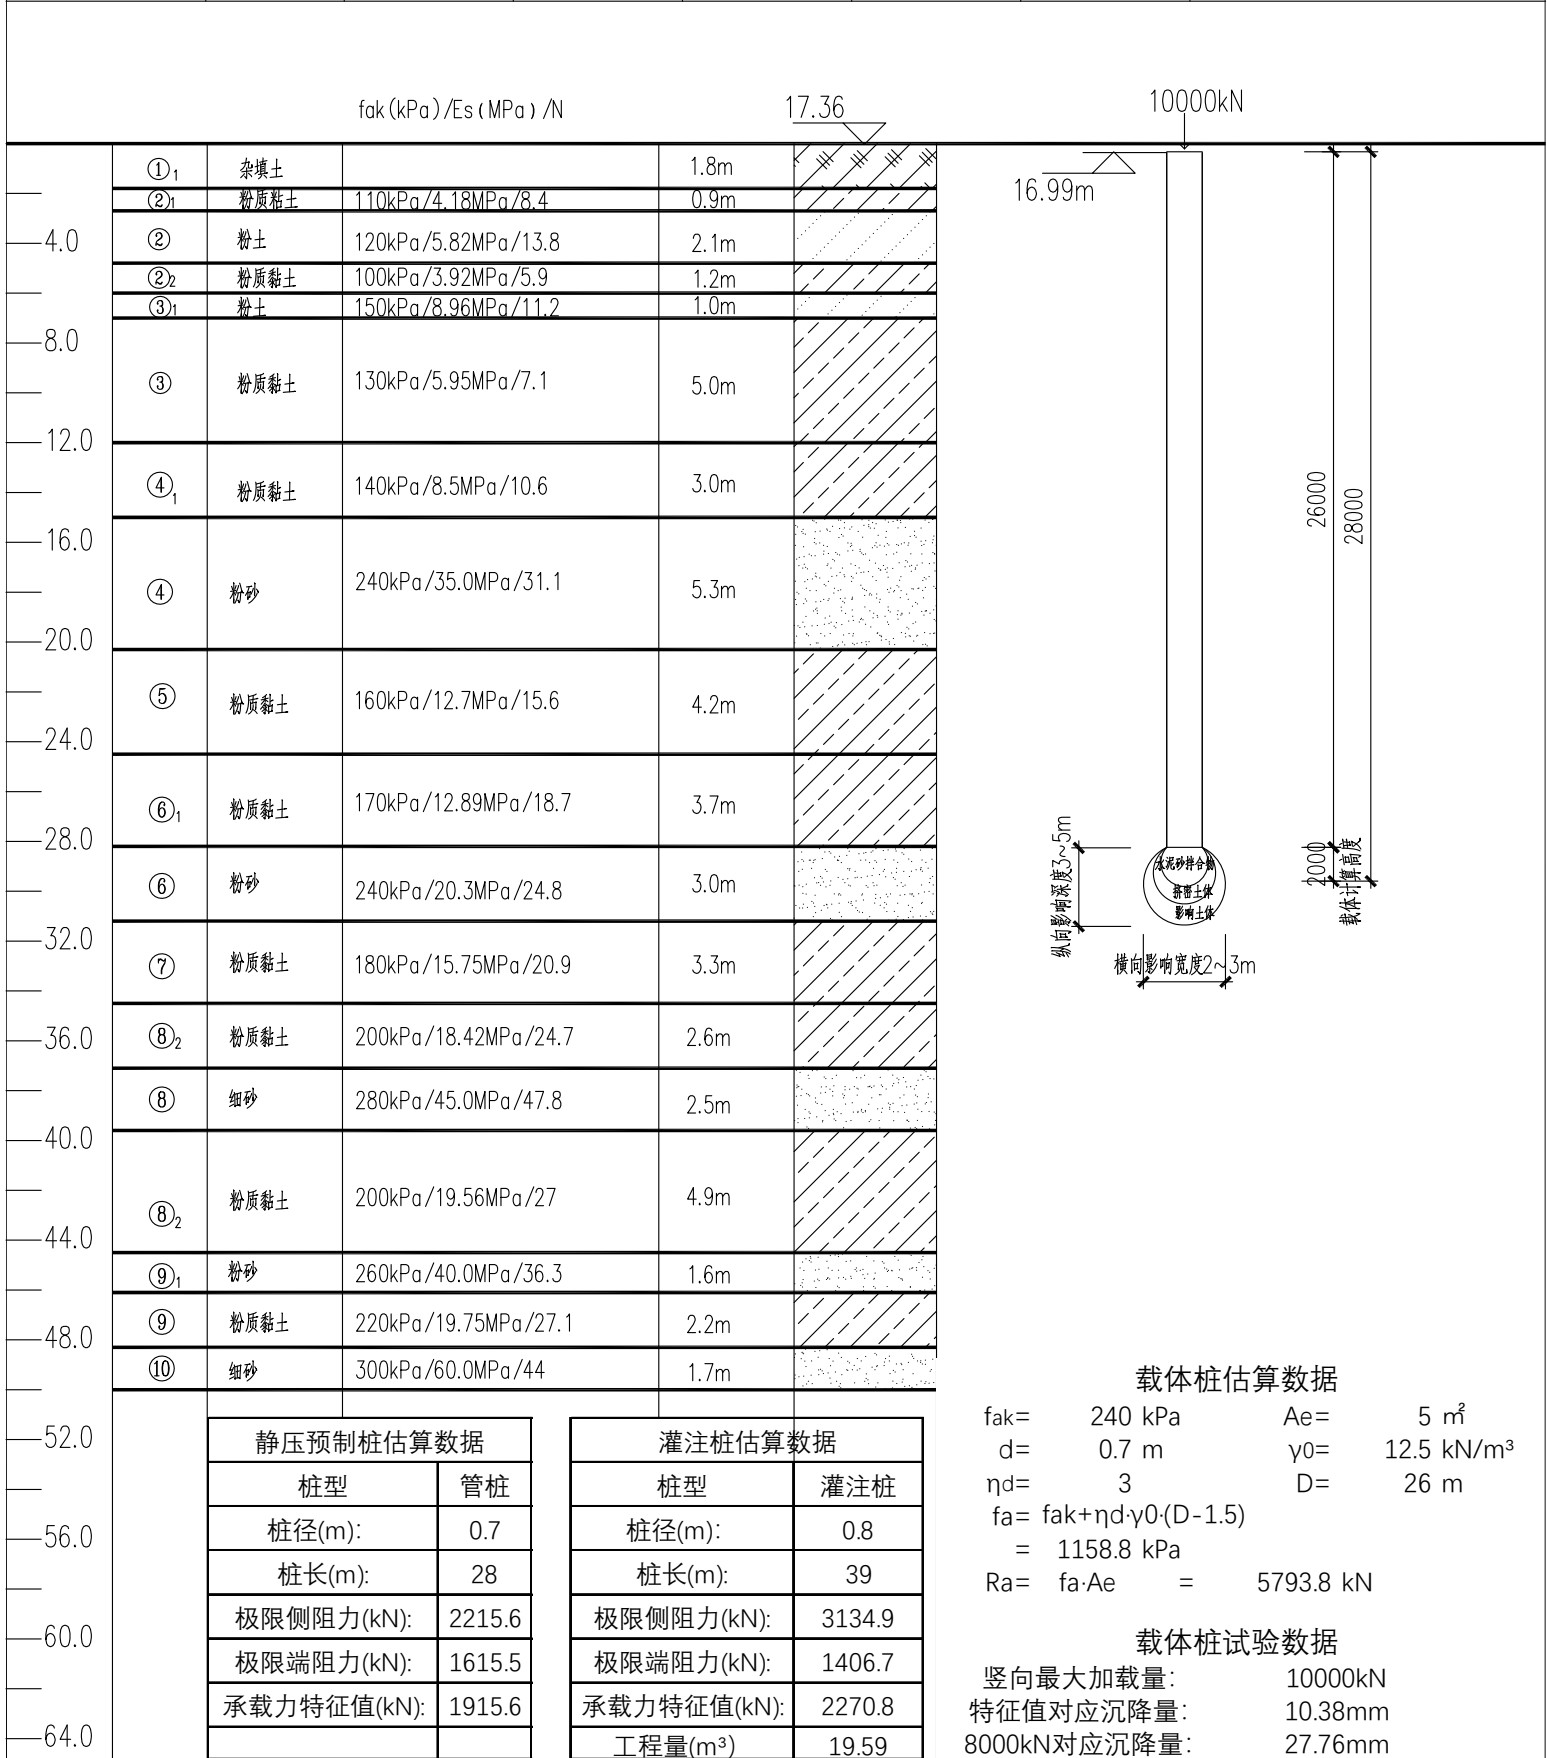 fak(kPa)/Es(MPa)/N
17.36
10000kN
16.99m
①1 杂填土 1.8m
②1 粉质粘土 110kPa/4.18MPa/8.4 0.9m
② 粉土 120kPa/5.82MPa/13.8 2.1m
②2 粉质黏土 100kPa/3.92MPa/5.9 1.2m
③1 粉土 150kPa/8.96MPa/11.2 1.0m
③ 粉质黏土 130kPa/5.95MPa/7.1 5.0m
④1 粉质黏土 140kPa/8.5MPa/10.6 3.0m
④ 粉砂 240kPa/35.0MPa/31.1 5.3m
⑤ 粉质黏土 160kPa/12.7MPa/15.6 4.2m
⑥1 粉质黏土 170kPa/12.89MPa/18.7 3.7m
⑥ 粉砂 240kPa/20.3MPa/24.8 3.0m
⑦ 粉质黏土 180kPa/15.75MPa/20.9 3.3m
⑧2 粉质黏土 200kPa/18.42MPa/24.7 2.6m
⑧ 细砂 280kPa/45.0MPa/47.8 2.5m
⑧2 粉质黏土 200kPa/19.56MPa/27 4.9m
⑨1 粉砂 260kPa/40.0MPa/36.3 1.6m
⑨ 粉质黏土 220kPa/19.75MPa/27.1 2.2m
⑩ 细砂 300kPa/60.0MPa/44 1.7m
4.0
8.0
12.0
16.0
20.0
24.0
28.0
32.0
36.0
40.0
44.0
48.0
52.0
56.0
60.0
64.0
26000
28000
2000
载体计算高度
纵向影响深度3~5m
水泥砂拌合物
挤密土体
影响土体
横向影响宽度2~3m
静压预制桩估算数据
桩型 管桩
桩径(m): 0.7
桩长(m): 28
极限侧阻力(kN): 2215.6
极限端阻力(kN): 1615.5
承载力特征值(kN): 1915.6
灌注桩估算数据
桩型 灌注桩
桩径(m): 0.8
桩长(m): 39
极限侧阻力(kN): 3134.9
极限端阻力(kN): 1406.7
承载力特征值(kN): 2270.8
工程量(m³) 19.59
载体桩估算数据
fak= 240 kPa Ae= 5 ㎡
d= 0.7 m γ0= 12.5 kN/m³
ηd= 3 D= 26 m
fa= fak+ηd·γ0·(D-1.5)
= 1158.8 kPa
Ra= fa·Ae = 5793.8 kN
载体桩试验数据
竖向最大加载量: 10000kN
特征值对应沉降量: 10.38mm
8000kN对应沉降量: 27.76mm